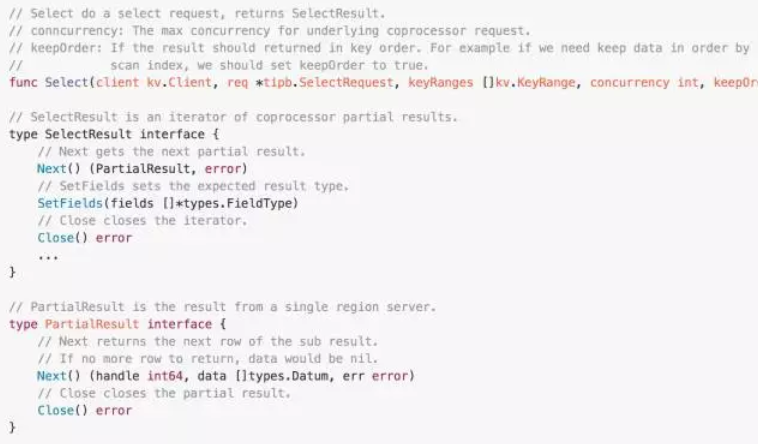 // Select do a select request, returns SelectResult.
// conncurrency: The max concurrency for underlying coprocessor request.
// keepOrder: If the result should returned in key order. For example if we need keep data in order by
//            scan index, we should set keepOrder to true.
func Select(client kv.Client, req *tipb.SelectRequest, keyRanges []kv.KeyRange, concurrency int, keepOr
// SelectResult is an iterator of coprocessor partial results.
type SelectResult interface {
    // Next gets the next partial result.
    Next() (PartialResult, error)
    // SetFields sets the expected result type.
    SetFields(fields []*types.FieldType)
    // Close closes the iterator.
    Close() error
    ...
}
// PartialResult is the result from a single region server.
type PartialResult interface {
    // Next returns the next row of the sub result.
    // If no more row to return, data would be nil.
    Next() (handle int64, data []types.Datum, err error)
    // Close closes the partial result.
    Close() error
}